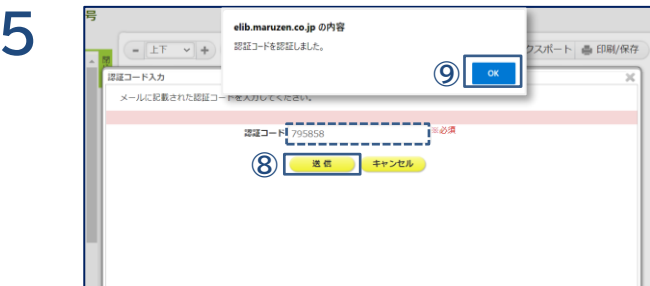 5
号
elib.maruzen.co.jp の内容
認証コードを認証しました。
⑨ OK
- 上下 +
クスポート 印刷/保存
認証コード入力
メールに記載された認証コードを入力してください。
認証コード 795858 ※必須
⑧ 送信 キャンセル